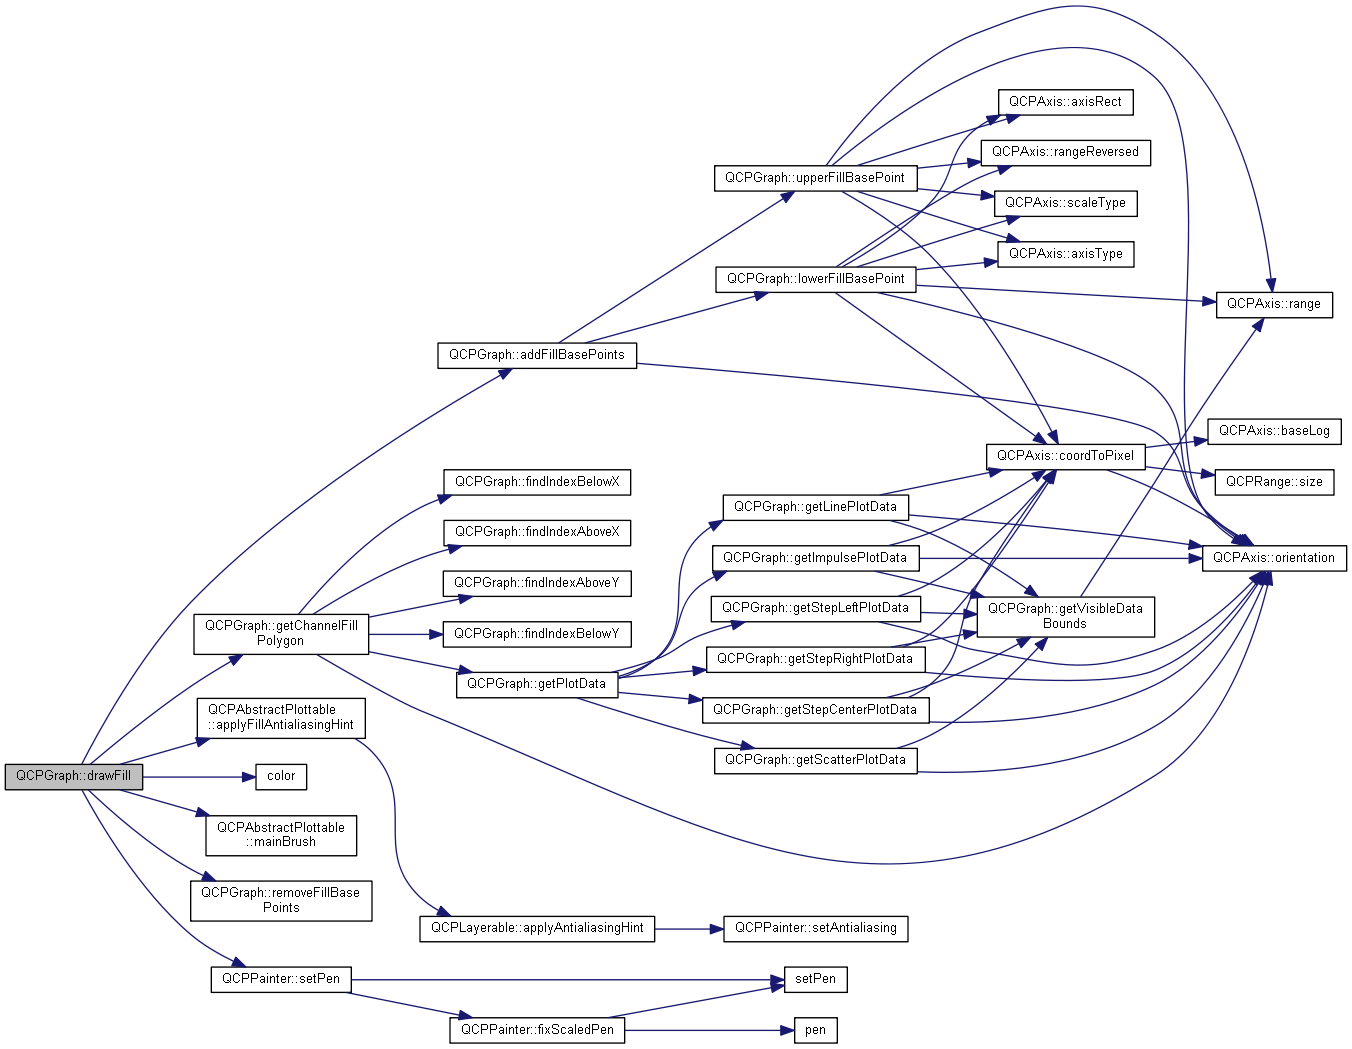 QCPGraph::drawFill
QCPGraph::addFillBasePoints
QCPGraph::upperFillBasePoint
QCPGraph::lowerFillBasePoint
QCPAxis::axisRect
QCPAxis::rangeReversed
QCPAxis::scaleType
QCPAxis::axisType
QCPAxis::range
QCPAxis::coordToPixel
QCPAxis::baseLog
QCPRange::size
QCPAxis::orientation
QCPGraph::getChannelFill
Polygon
QCPGraph::findIndexBelowX
QCPGraph::findIndexAboveX
QCPGraph::findIndexAboveY
QCPGraph::findIndexBelowY
QCPGraph::getPlotData
QCPGraph::getLinePlotData
QCPGraph::getImpulsePlotData
QCPGraph::getStepLeftPlotData
QCPGraph::getStepRightPlotData
QCPGraph::getStepCenterPlotData
QCPGraph::getScatterPlotData
QCPGraph::getVisibleData
Bounds
QCPAbstractPlottable
::applyFillAntialiasingHint
color
QCPAbstractPlottable
::mainBrush
QCPGraph::removeFillBase
Points
QCPLayerable::applyAntialiasingHint
QCPPainter::setAntialiasing
QCPPainter::setPen
setPen
QCPPainter::fixScaledPen
pen